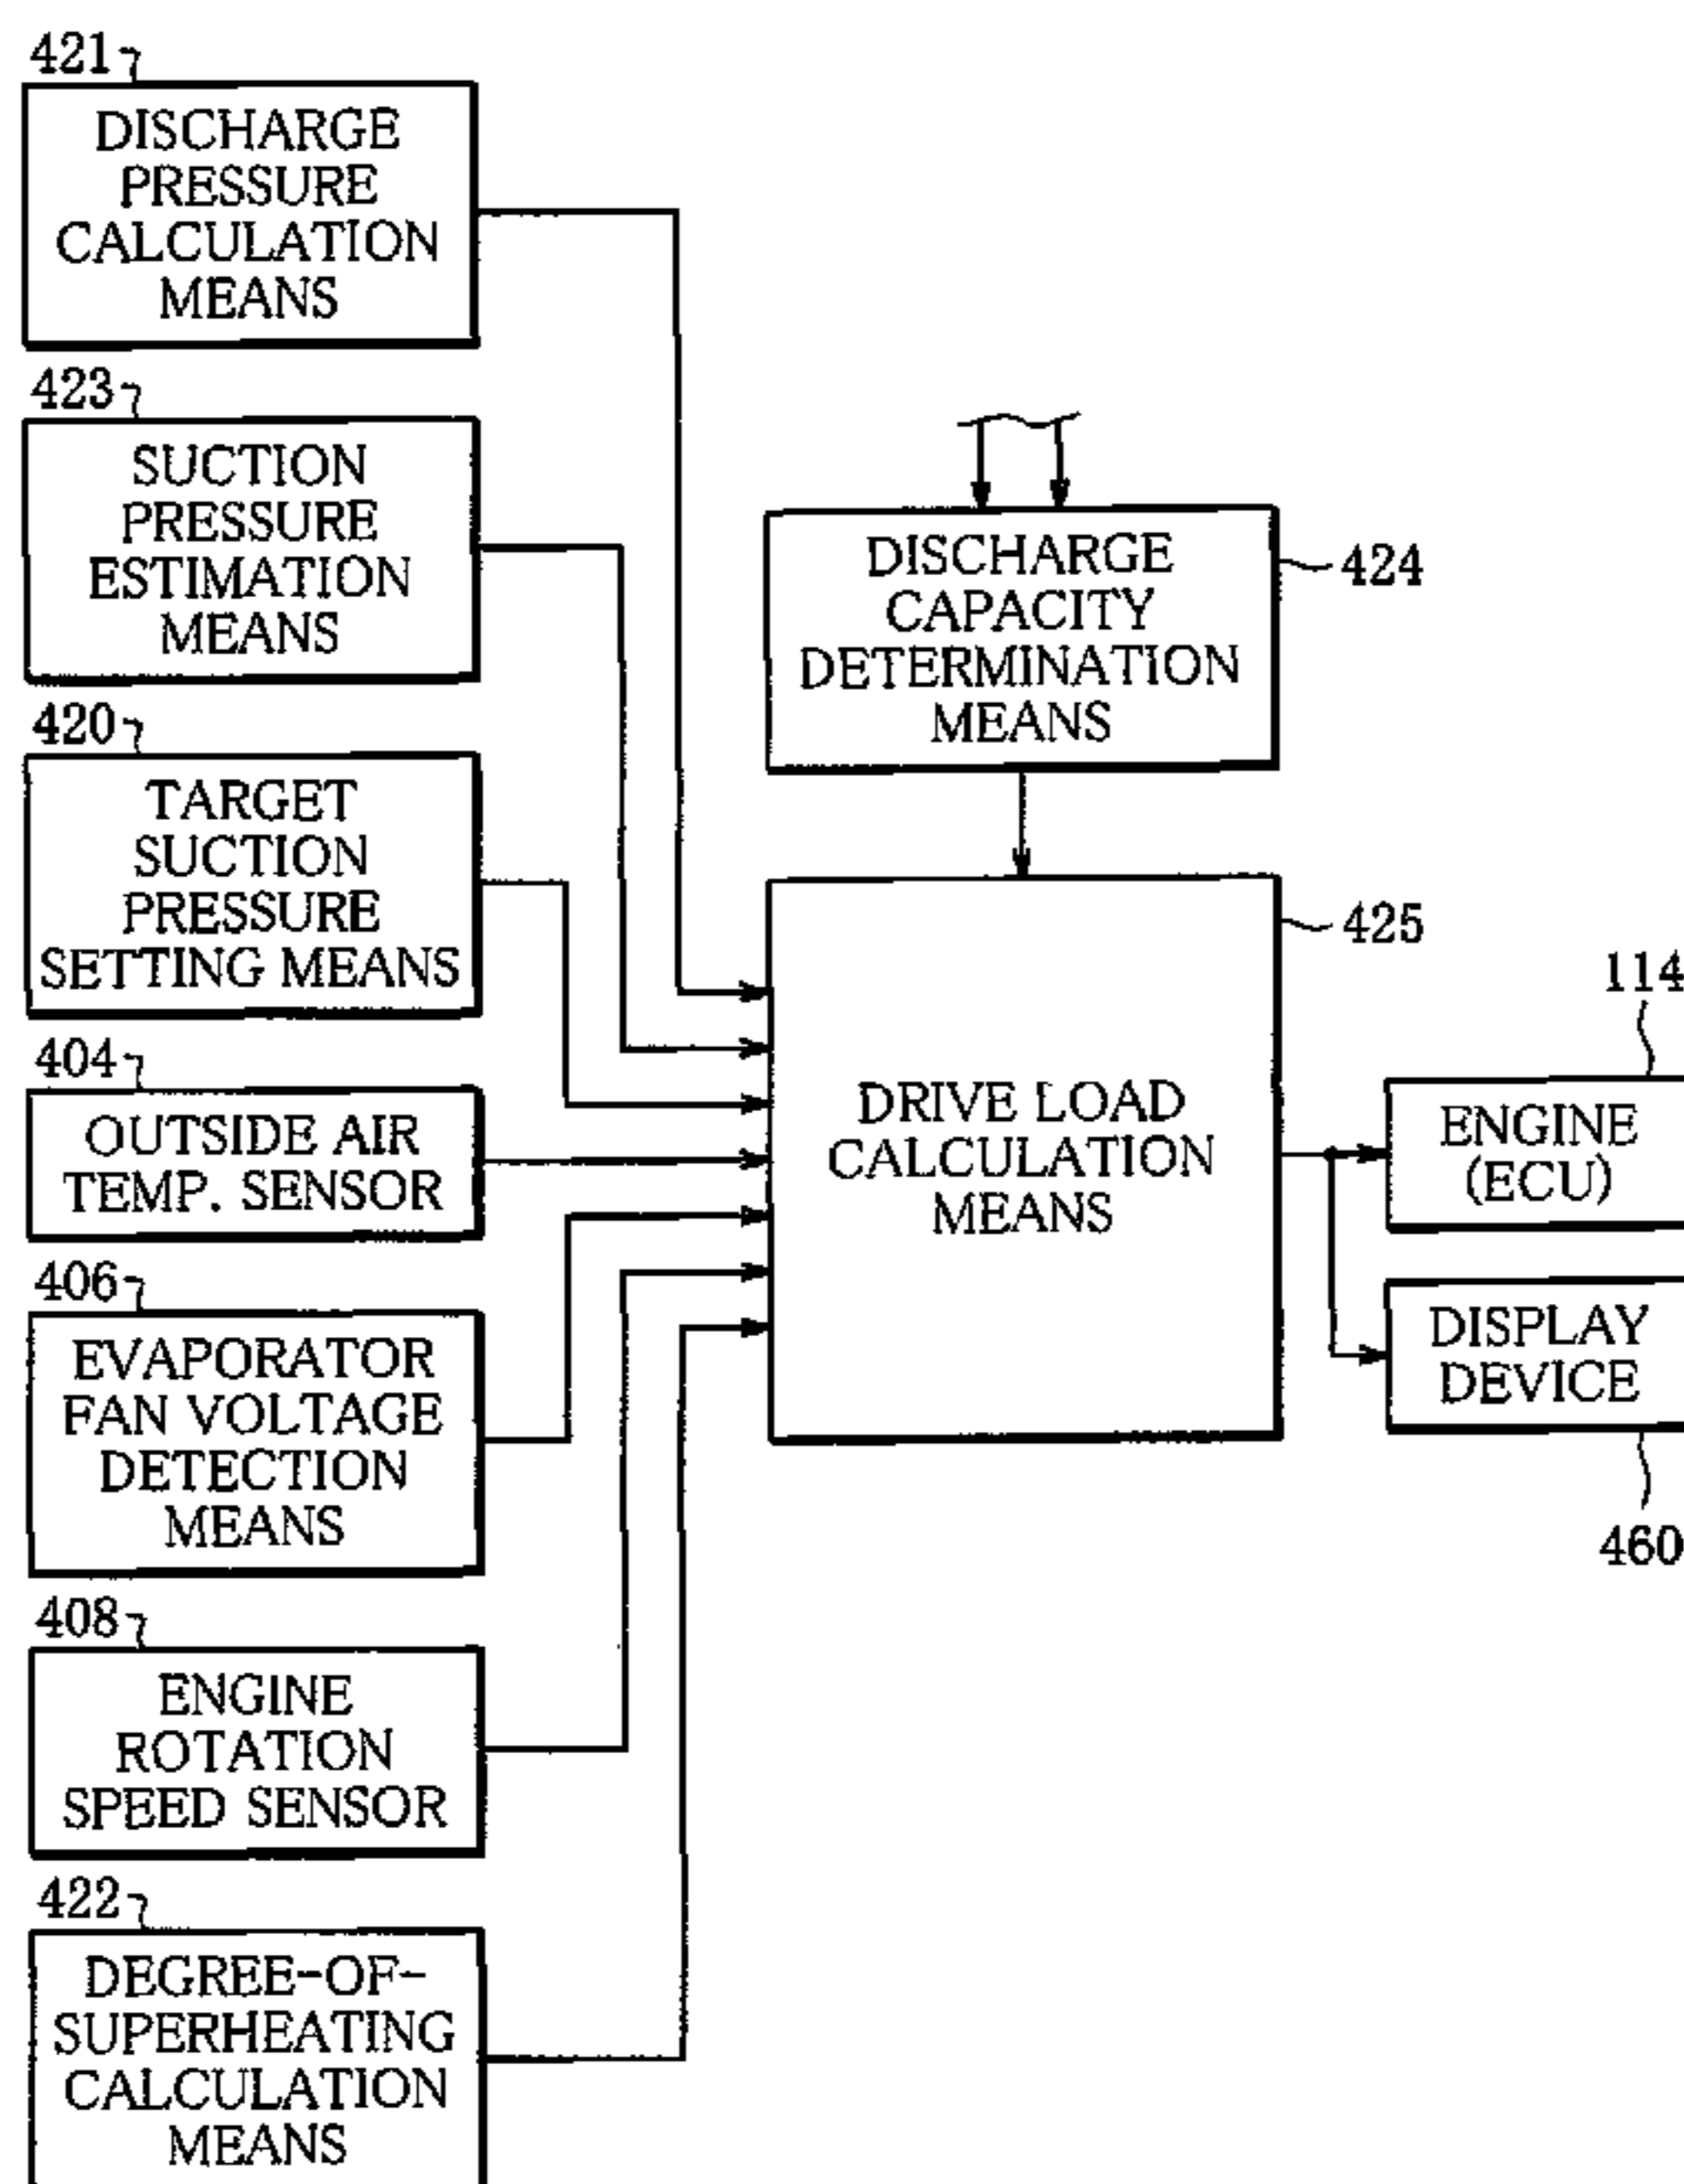 421
DISCHARGE
PRESSURE
CALCULATION
MEANS
423
SUCTION
PRESSURE
ESTIMATION
MEANS
420
TARGET
SUCTION
PRESSURE
SETTING MEANS
404
OUTSIDE AIR
TEMP. SENSOR
406
EVAPORATOR
FAN VOLTAGE
DETECTION
MEANS
408
ENGINE
ROTATION
SPEED SENSOR
422
DEGREE-OF-
SUPERHEATING
CALCULATION
MEANS
DISCHARGE
CAPACITY
DETERMINATION
MEANS
424
DRIVE LOAD
CALCULATION
MEANS
425
114
ENGINE
(ECU)
DISPLAY
DEVICE
460